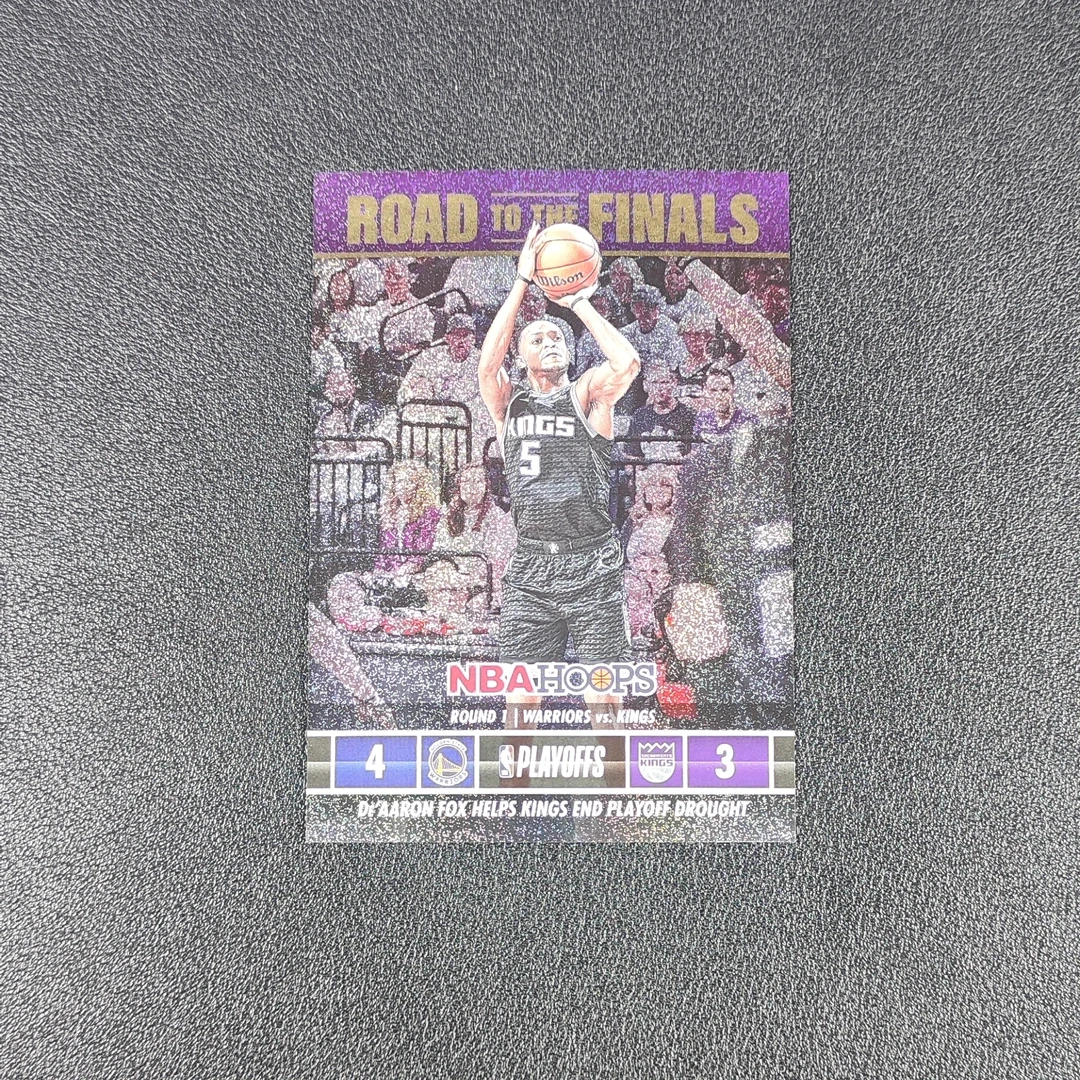 ROAD TO THE FINALS
Wilson
KINGS
5
NBA HOOPS
ROUND 1 | WARRIORS vs. KINGS
4 PLAYOFFS KINGS 3
De'AARON FOX HELPS KINGS END PLAYOFF DROUGHT